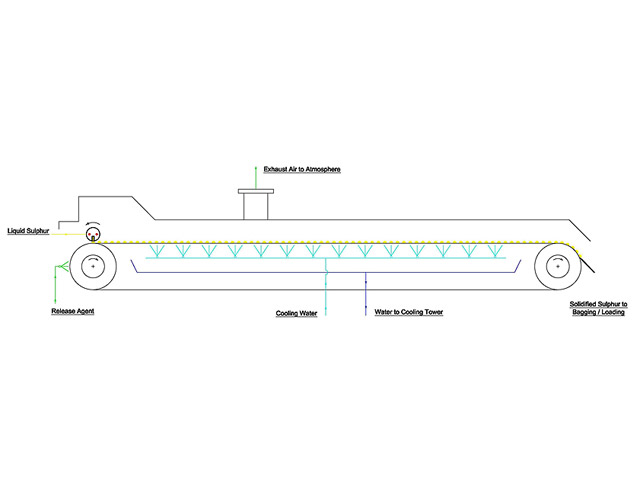 Exhaust Air to Atmosphere
Liquid Sulphur
Release Agent
Cooling Water
Water to Cooling Tower
Solidified Sulphur to
Bagging / Loading